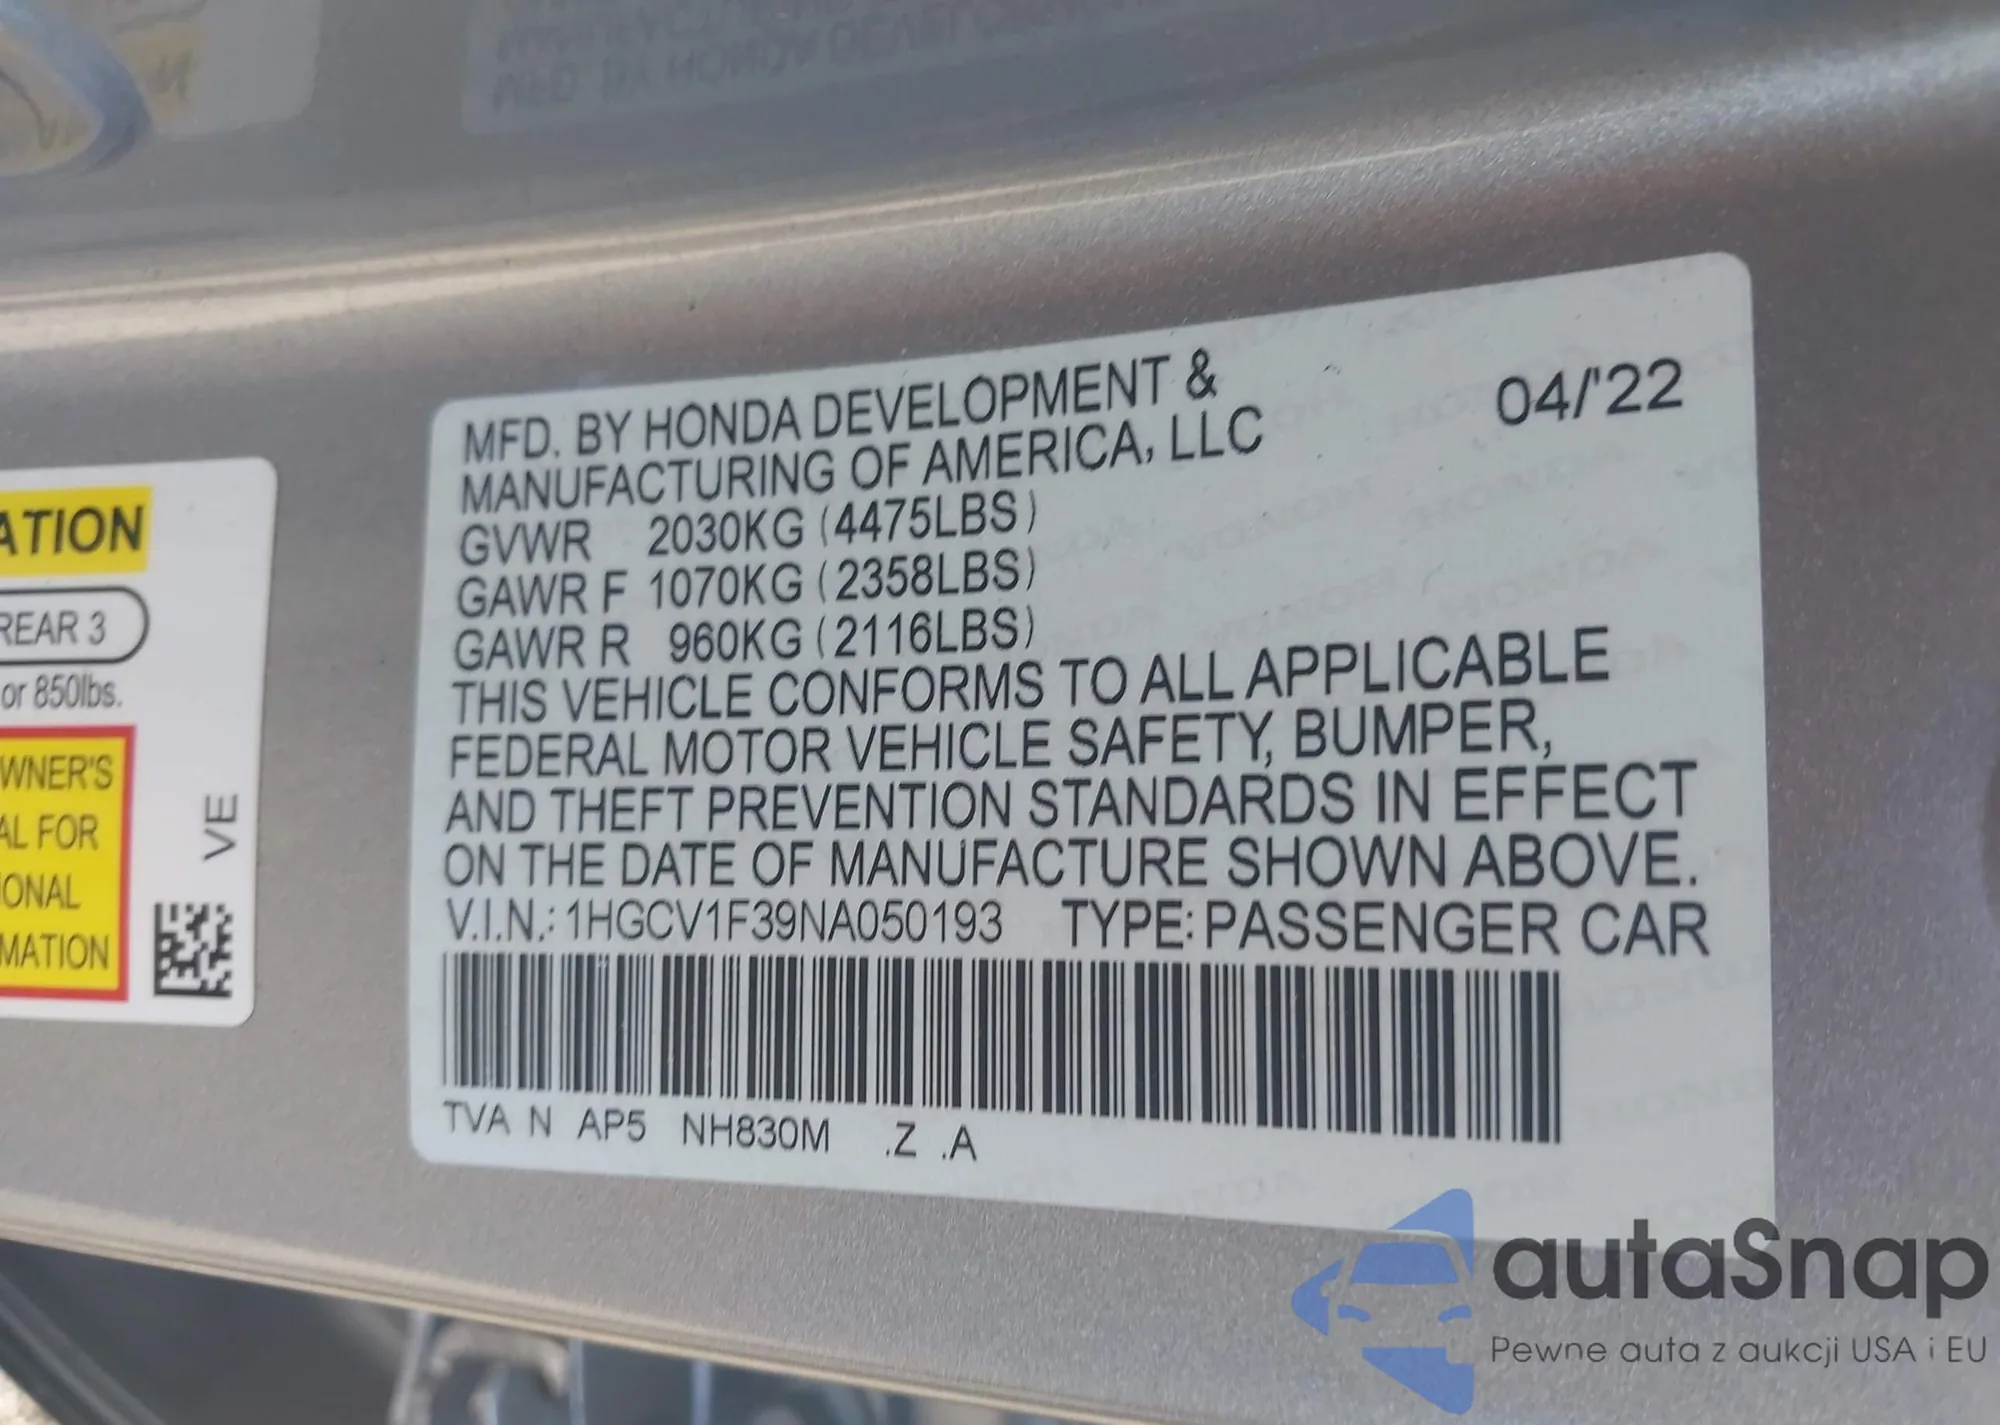 MFD. BY HONDA DEVELOPMENT &
MANUFACTURING OF AMERICA, LLC
04/'22
GVWR 2030KG (4475LBS)
GAWR F 1070KG (2358LBS)
GAWR R 960KG (2116LBS)
THIS VEHICLE CONFORMS TO ALL APPLICABLE
FEDERAL MOTOR VEHICLE SAFETY, BUMPER,
AND THEFT PREVENTION STANDARDS IN EFFECT
ON THE DATE OF MANUFACTURE SHOWN ABOVE.
V.I.N.: 1HGCV1F39NA050193 TYPE: PASSENGER CAR
TVA N AP5 NH830M .Z .A
ATION
REAR 3
or 850lbs.
WNER'S
AL FOR
IONAL
MATION
VE
autaSnap
Pewne auta z aukcji USA i EU